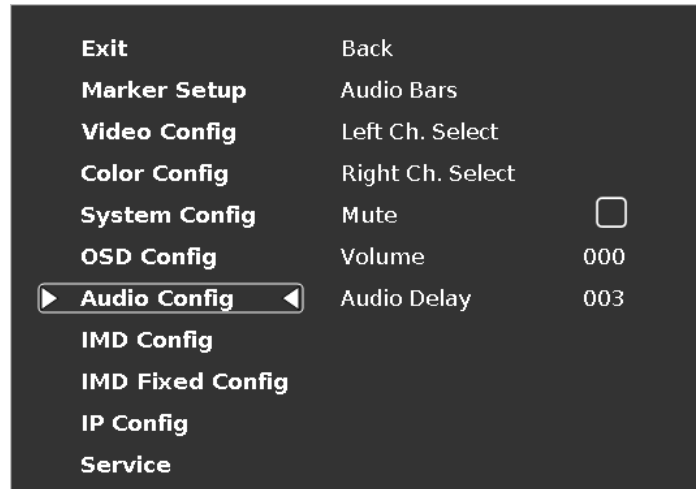 Exit Back
Marker Setup Audio Bars
Video Config Left Ch. Select
Color Config Right Ch. Select
System Config Mute
OSD Config Volume 000
Audio Config Audio Delay 003
IMD Config
IMD Fixed Config
IP Config
Service